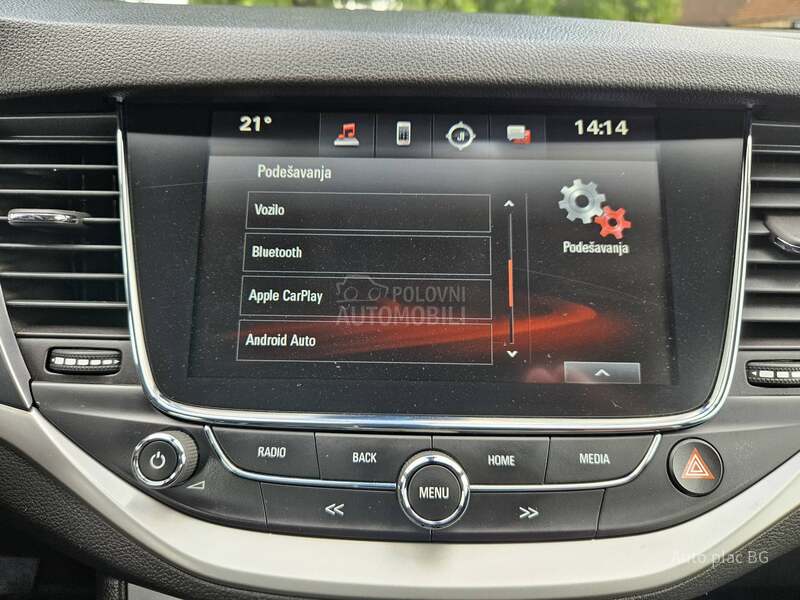 21°
14:14
Podešavanja
Vozilo
Bluetooth
Apple CarPlay
Android Auto
Podešavanja
POLOVNI
AUTOMOBILI
RADIO
BACK
HOME
MEDIA
MENU
Auto plac BG